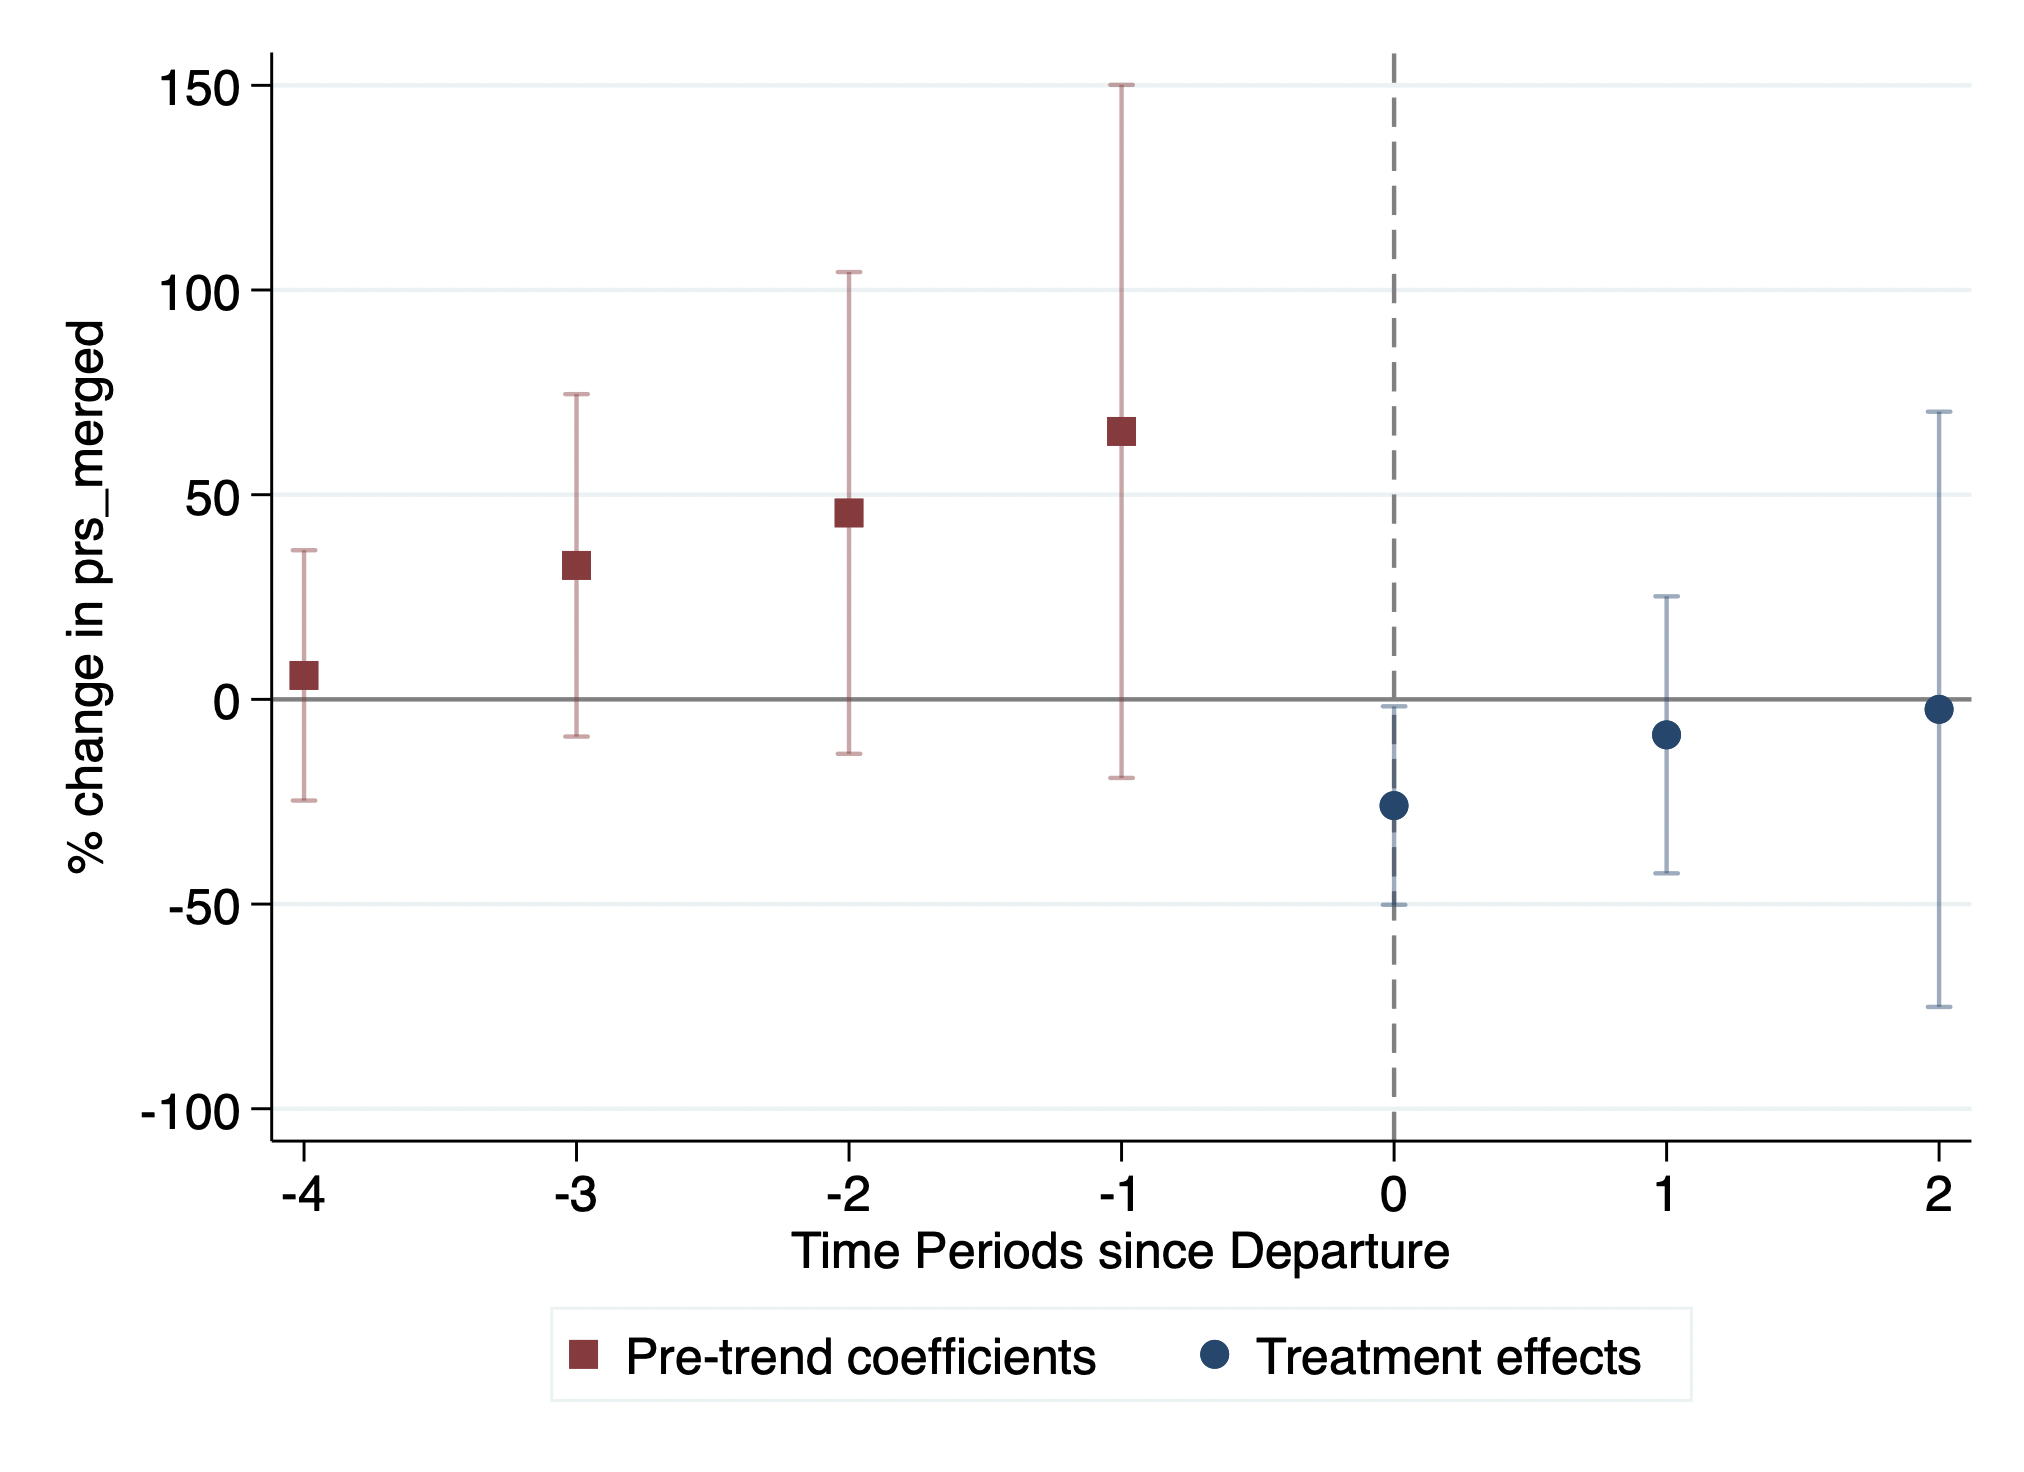 150
100
50
0
-50
-100
% change in prs_merged
-4 -3 -2 -1 0 1 2
Time Periods since Departure
Pre-trend coefficients Treatment effects